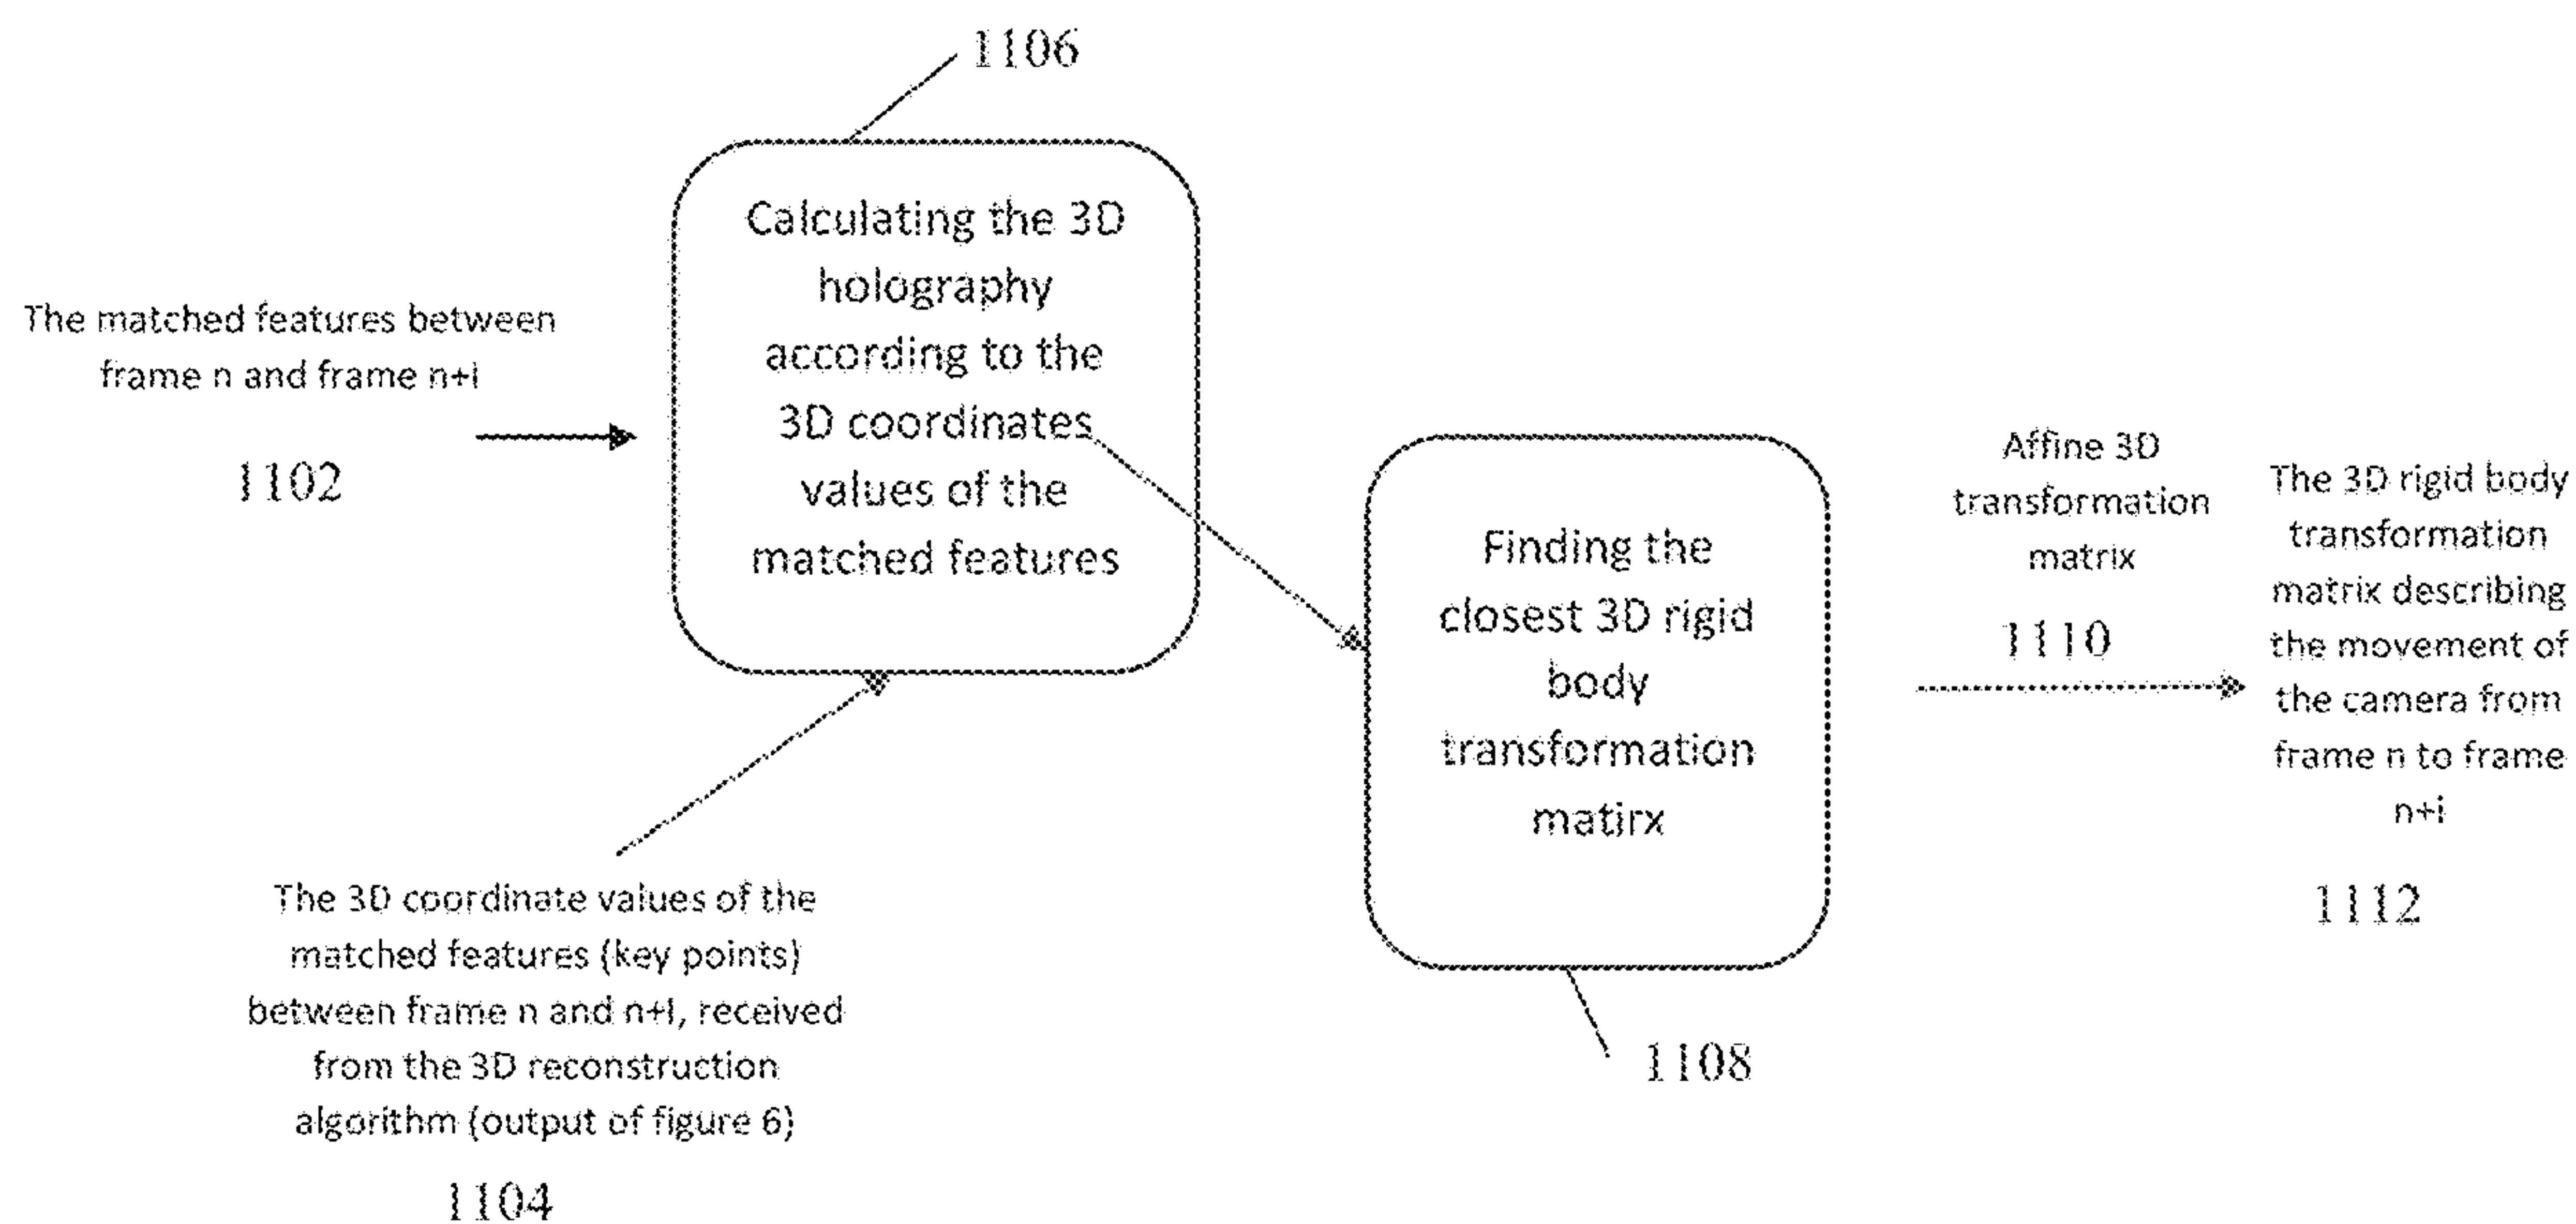 1106
Calculating the 3D
holography
according to the
3D coordinates
values of the
matched features
The matched features between
frame n and frame n+i
1102
The 3D coordinate values of the
matched features (key points)
between frame n and n+i, received
from the 3D reconstruction
algorithm (output of figure 6)
1104
Finding the
closest 3D rigid
body
transformation
matirx
1108
Affine 3D
transformation
matrix
1110
The 3D rigid body
transformation
matrix describing
the movement of
the camera from
frame n to frame
n+i
1112